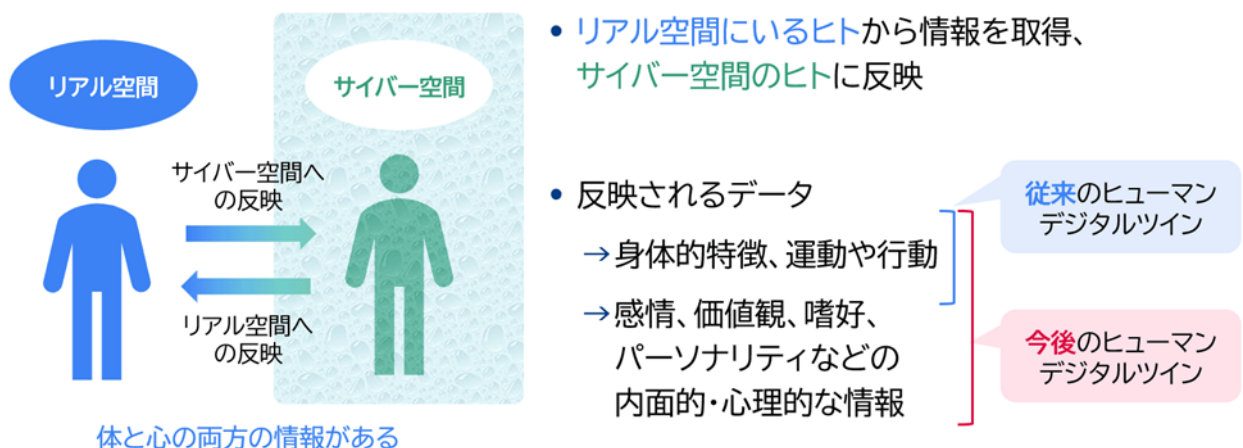 リアル空間
サイバー空間
サイバー空間へ
の反映
リアル空間へ
の反映
体と心の両方の情報がある
• リアル空間にいるヒトから情報を取得、
サイバー空間のヒトに反映
• 反映されるデータ
→身体的特徴、運動や行動
→感情、価値観、嗜好、
パーソナリティなどの
内面的・心理的な情報
従来のヒューマン
デジタルツイン
今後のヒューマン
デジタルツイン